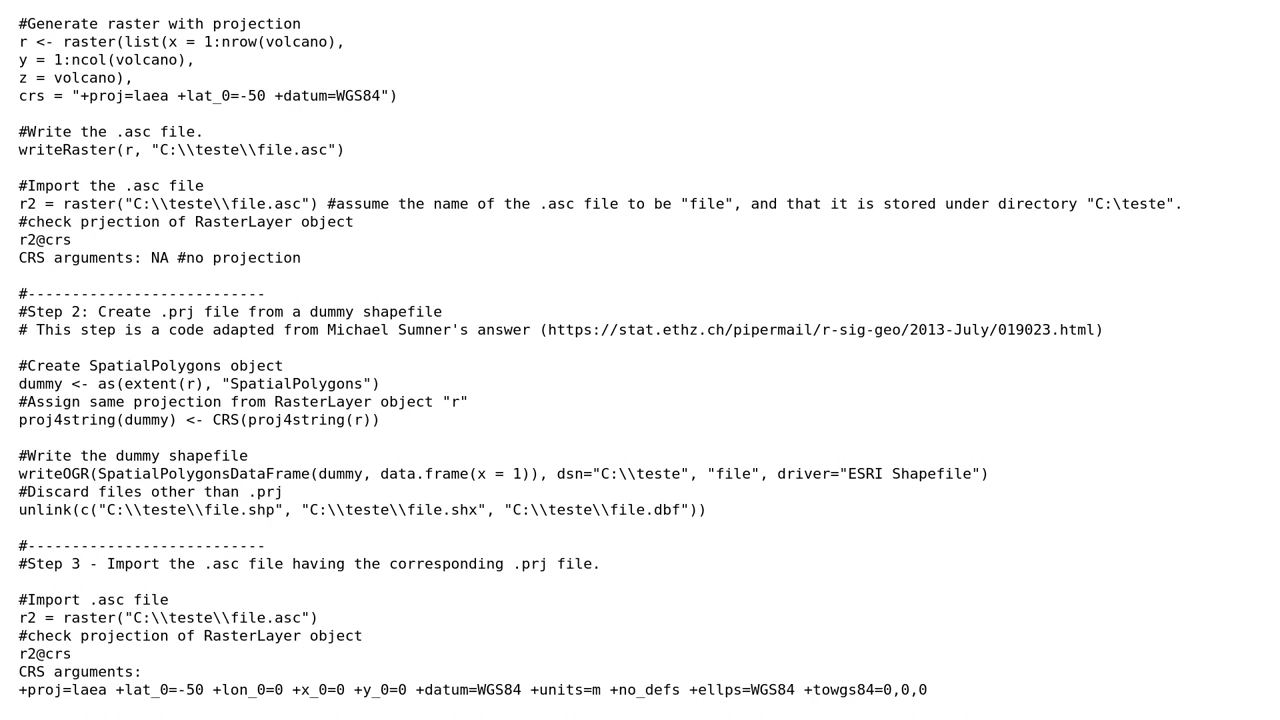 #Generate raster with projection
r <- raster(list(x = 1:nrow(volcano),
y = 1:ncol(volcano),
z = volcano),
crs = "+proj=laea +lat_0=-50 +datum=WGS84")
#Write the .asc file.
writeRaster(r, "C:\\teste\\file.asc")
#Import the .asc file
r2 = raster("C:\\teste\\file.asc") #assume the name of the .asc file to be "file", and that it is stored under directory "C:\teste".
#check prjection of RasterLayer object
r2@crs
CRS arguments: NA #no projection
#---------------------------
#Step 2: Create .prj file from a dummy shapefile
# This step is a code adapted from Michael Sumner's answer (https://stat.ethz.ch/pipermail/r-sig-geo/2013-July/019023.html)
#Create SpatialPolygons object
dummy <- as(extent(r), "SpatialPolygons")
#Assign same projection from RasterLayer object "r"
proj4string(dummy) <- CRS(proj4string(r))
#Write the dummy shapefile
writeOGR(SpatialPolygonsDataFrame(dummy, data.frame(x = 1)), dsn="C:\\teste", "file", driver="ESRI Shapefile")
#Discard files other than .prj
unlink(c("C:\\teste\\file.shp", "C:\\teste\\file.shx", "C:\\teste\\file.dbf"))
#---------------------------
#Step 3 - Import the .asc file having the corresponding .prj file.
#Import .asc file
r2 = raster("C:\\teste\\file.asc")
#check projection of RasterLayer object
r2@crs
CRS arguments:
+proj=laea +lat_0=-50 +lon_0=0 +x_0=0 +y_0=0 +datum=WGS84 +units=m +no_defs +ellps=WGS84 +towgs84=0,0,0